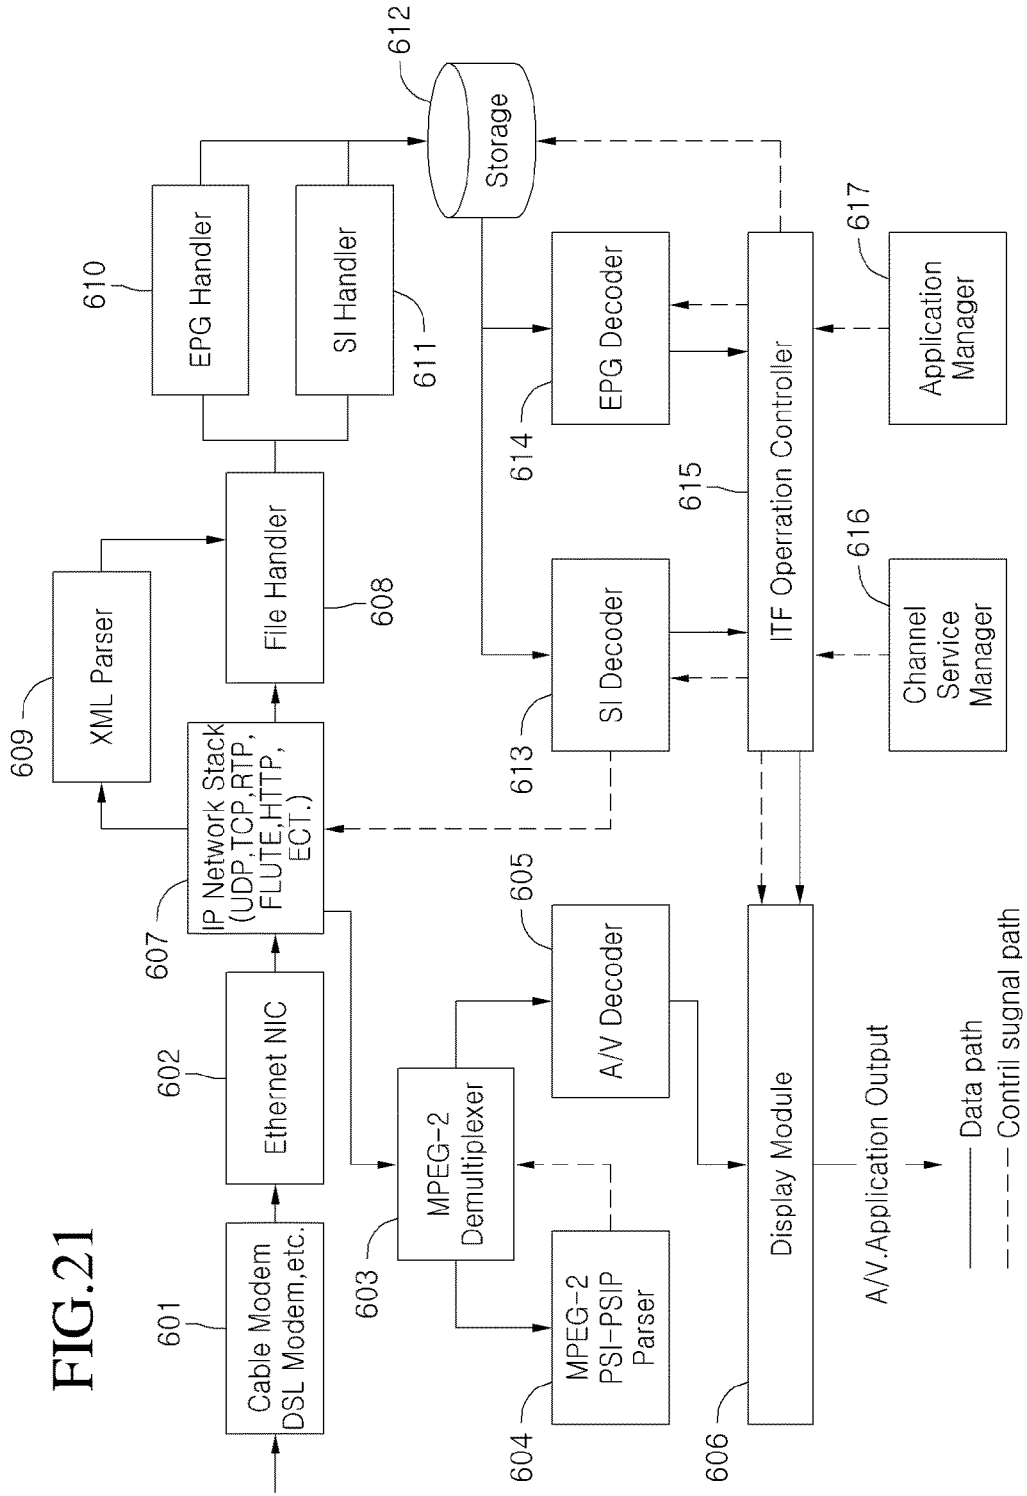 FIG.21
601
Cable Modem
DSL Modem,etc.
602
Ethernet NIC
607
IP Network Stack
(UDP,TCP,RTP,
FLUTE,HTTP,
ECT.)
609
XML Parser
File Handler
608
610
EPG Handler
SI Handler
611
612
Storage
603
MPEG-2
Demultiplexer
604
MPEG-2
PSI-PSIP
Parser
605
A/V Decoder
613
SI Decoder
614
EPG Decoder
606
Display Module
615
ITF Operration Controller
616
Channel
Service
Manager
617
Application
Manager
A/V.Application Output
Data path
Contril sugnal path